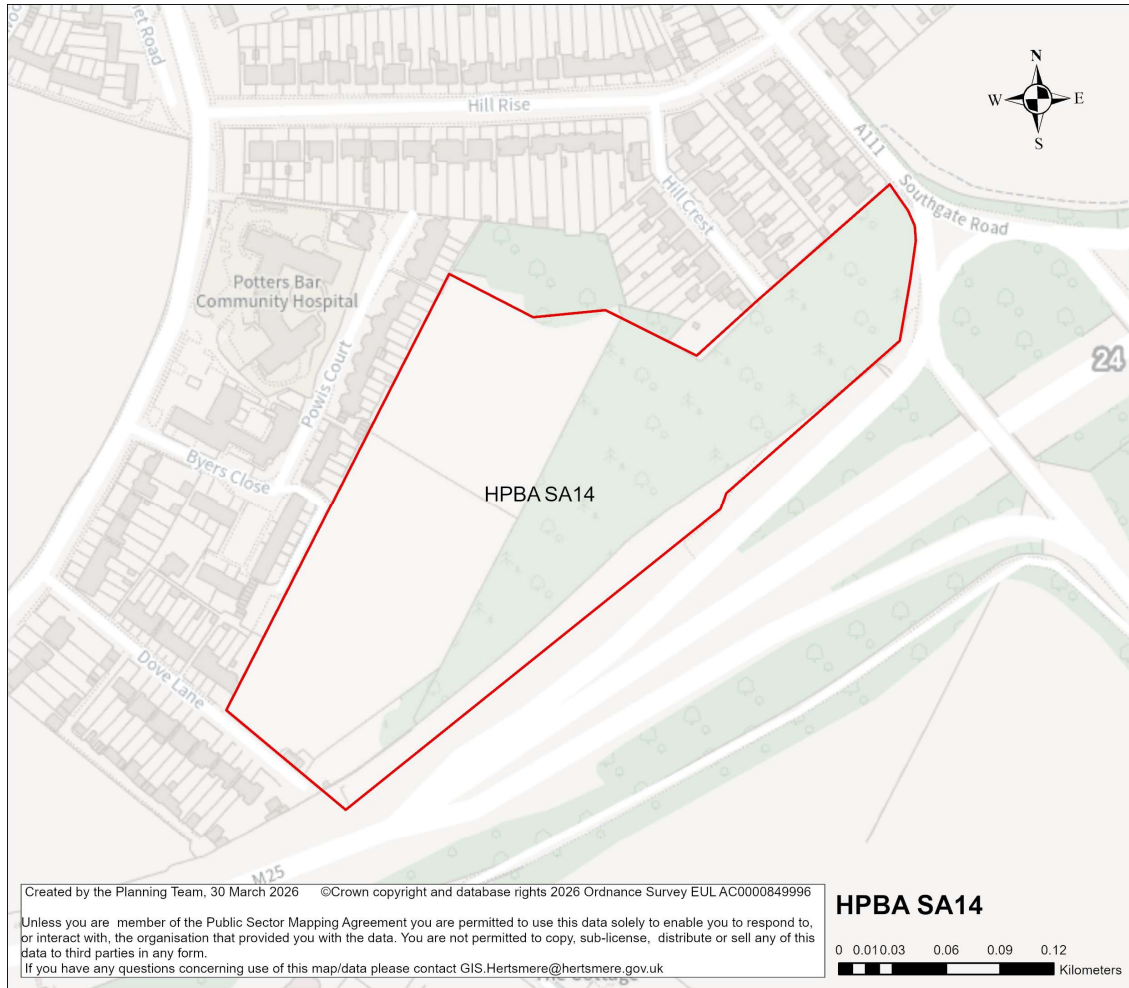 et Road
Hill Rise
N
W
E
S
A111
Southgate Road
Hill Crest
Potters Bar
Community Hospital
24
Powis Court
HPBA SA14
Byers Close
Dove Lane
M25
Created by the Planning Team, 30 March 2026 ©Crown copyright and database rights 2026 Ordnance Survey EUL AC0000849996
Unless you are member of the Public Sector Mapping Agreement you are permitted to use this data solely to enable you to respond to,
or interact with, the organisation that provided you with the data. You are not permitted to copy, sub-license, distribute or sell any of this
data to third parties in any form.
If you have any questions concerning use of this map/data please contact GIS.Hertsmere@hertsmere.gov.uk
HPBA SA14
0 0.01 0.03 0.06 0.09 0.12
Kilometers
The Cottage